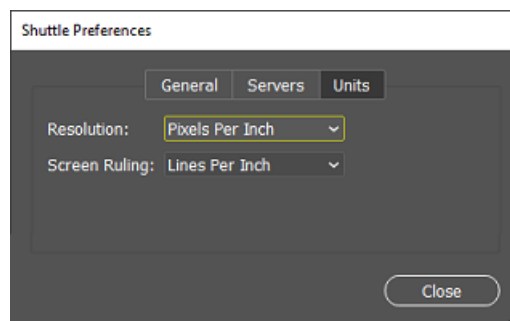 Shuttle Preferences
General Servers Units
Resolution: Pixels Per Inch
Screen Ruling: Lines Per Inch
Close